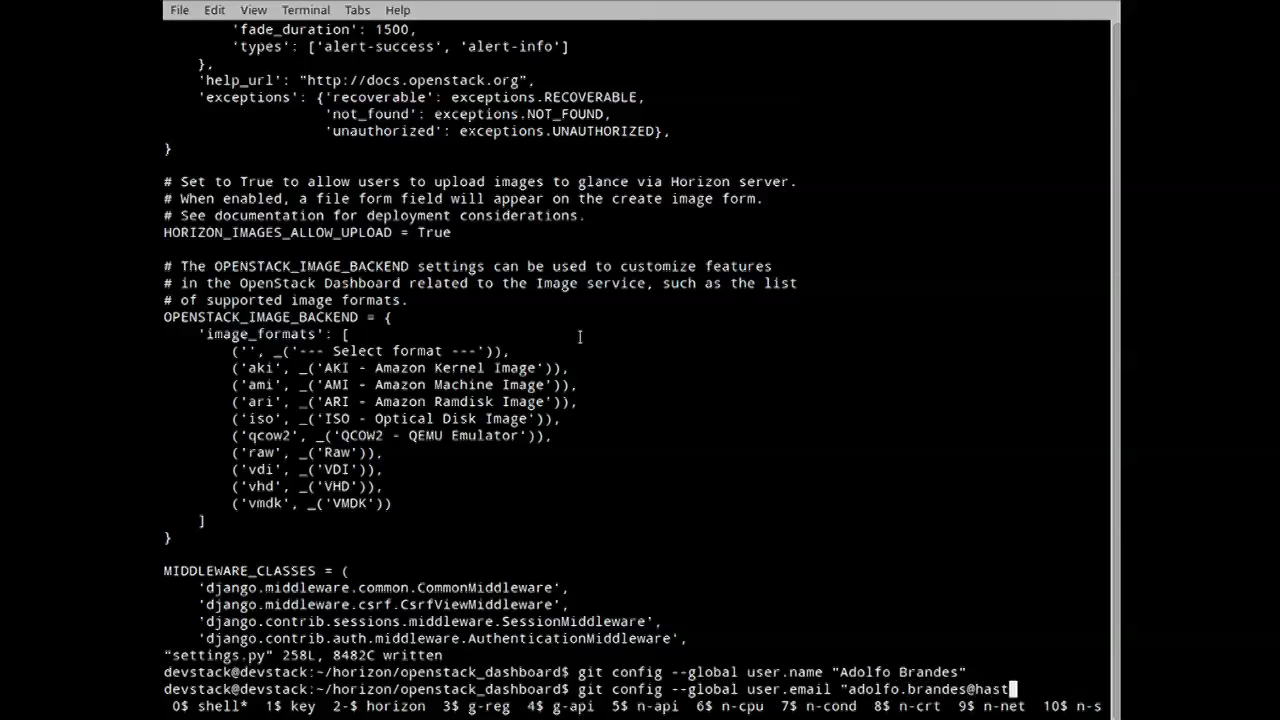 File Edit View Terminal Tabs Help
'fade_duration': 1500,
'types': ['alert-success', 'alert-info']
},
'help_url': "http://docs.openstack.org",
'exceptions': {'recoverable': exceptions.RECOVERABLE,
'not_found': exceptions.NOT_FOUND,
'unauthorized': exceptions.UNAUTHORIZED},
}
# Set to True to allow users to upload images to glance via Horizon server.
# When enabled, a file form field will appear on the create image form.
# See documentation for deployment considerations.
HORIZON_IMAGES_ALLOW_UPLOAD = True
# The OPENSTACK_IMAGE_BACKEND settings can be used to customize features
# in the OpenStack Dashboard related to the Image service, such as the list
# of supported image formats.
OPENSTACK_IMAGE_BACKEND = {
'image_formats': [
('', _('--- Select format ---')),
('aki', _('AKI - Amazon Kernel Image')),
('ami', _('AMI - Amazon Machine Image')),
('ari', _('ARI - Amazon Ramdisk Image')),
('iso', _('ISO - Optical Disk Image')),
('qcow2', _('QCOW2 - QEMU Emulator')),
('raw', _('Raw')),
('vdi', _('VDI')),
('vhd', _('VHD')),
('vmdk', _('VMDK'))
]
}
MIDDLEWARE_CLASSES = (
'django.middleware.common.CommonMiddleware',
'django.middleware.csrf.CsrfViewMiddleware',
'django.contrib.sessions.middleware.SessionMiddleware',
'django.contrib.auth.middleware.AuthenticationMiddleware',
"settings.py" 258L, 8482C written
devstack@devstack:~/horizon/openstack_dashboard$ git config --global user.name "Adolfo Brandes"
devstack@devstack:~/horizon/openstack_dashboard$ git config --global user.email "adolfo.brandes@hast
0$ shell* 1$ key 2-$ horizon 3$ g-reg 4$ g-api 5$ n-api 6$ n-cpu 7$ n-cond 8$ n-crt 9$ n-net 10$ n-s